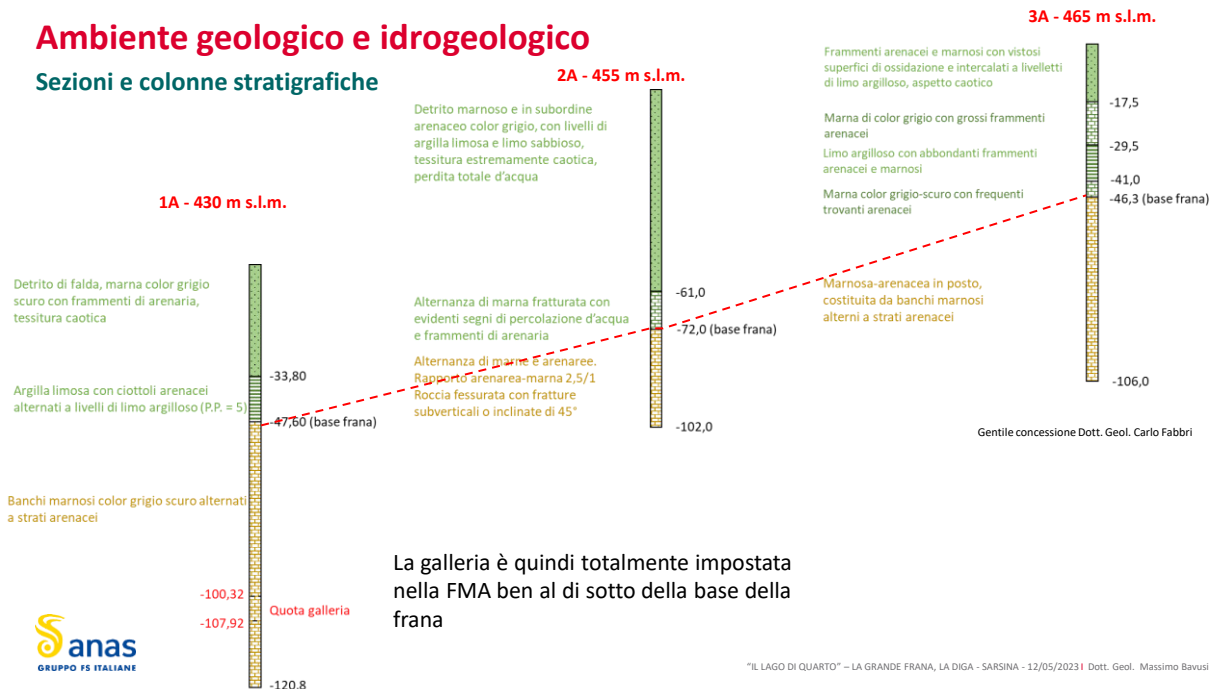 Ambiente geologico e idrogeologico
Sezioni e colonne stratigrafiche
1A - 430 m s.l.m.
Detrito di falda, marna color grigio
scuro con frammenti di arenaria,
tessitura caotica
-33,80
Argilla limosa con ciottoli arenacei
alternati a livelli di limo argilloso (P.P. = 5)
-47,60 (base frana)
Banchi marnosi color grigio scuro alternati
a strati arenacei
-100,32
Quota galleria
-107,92
-120,8
2A - 455 m s.l.m.
Detrito marnoso e in subordine
arenaceo color grigio, con livelli di
argilla limosa e limo sabbioso,
tessitura estremamente caotica,
perdita totale d'acqua
-61,0
Alternanza di marna fratturata con
evidenti segni di percolazione d'acqua
e frammenti di arenaria
-72,0 (base frana)
Alternanza di marne e arenaree.
Rapporto arenarea-marna 2,5/1
Roccia fessurata con fratture
subverticali o inclinate di 45°
-102,0
3A - 465 m s.l.m.
Frammenti arenacei e marnosi con vistosi
superfici di ossidazione e intercalati a livelletti
di limo argilloso, aspetto caotico
-17,5
Marna di color grigio con grossi frammenti
arenacei
-29,5
Limo argilloso con abbondanti frammenti
arenacei e marnosi
-41,0
Marna color grigio-scuro con frequenti
trovanti arenacei
-46,3 (base frana)
Marnosa-arenacea in posto,
costituita da banchi marnosi
alterni a strati arenacei
-106,0
Gentile concessione Dott. Geol. Carlo Fabbri
La galleria è quindi totalmente impostata
nella FMA ben al di sotto della base della
frana
anas
GRUPPO FS ITALIANE
"IL LAGO DI QUARTO" – LA GRANDE FRANA, LA DIGA - SARSINA - 12/05/2023 I Dott. Geol. Massimo Bavusi